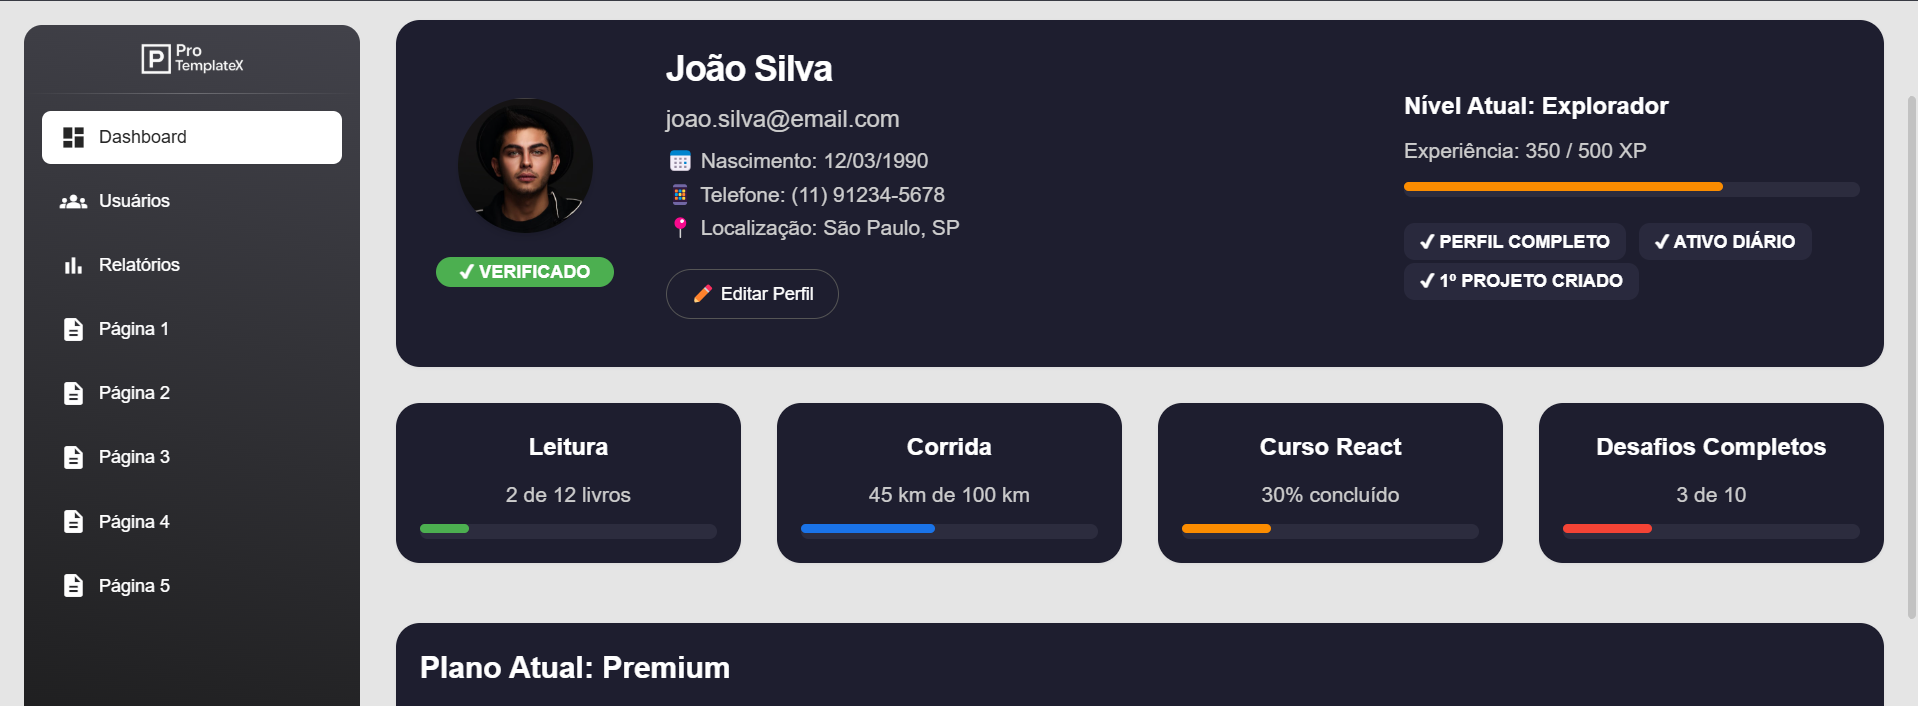 Pro
TemplateX
Dashboard
Usuários
Relatórios
Página 1
Página 2
Página 3
Página 4
Página 5
João Silva
joao.silva@email.com
Nascimento: 12/03/1990
Telefone: (11) 91234-5678
Localização: São Paulo, SP
✔ VERIFICADO
Editar Perfil
Nível Atual: Explorador
Experiência: 350 / 500 XP
✔ PERFIL COMPLETO
✔ ATIVO DIÁRIO
✔ 1º PROJETO CRIADO
Leitura
2 de 12 livros
Corrida
45 km de 100 km
Curso React
30% concluído
Desafios Completos
3 de 10
Plano Atual: Premium